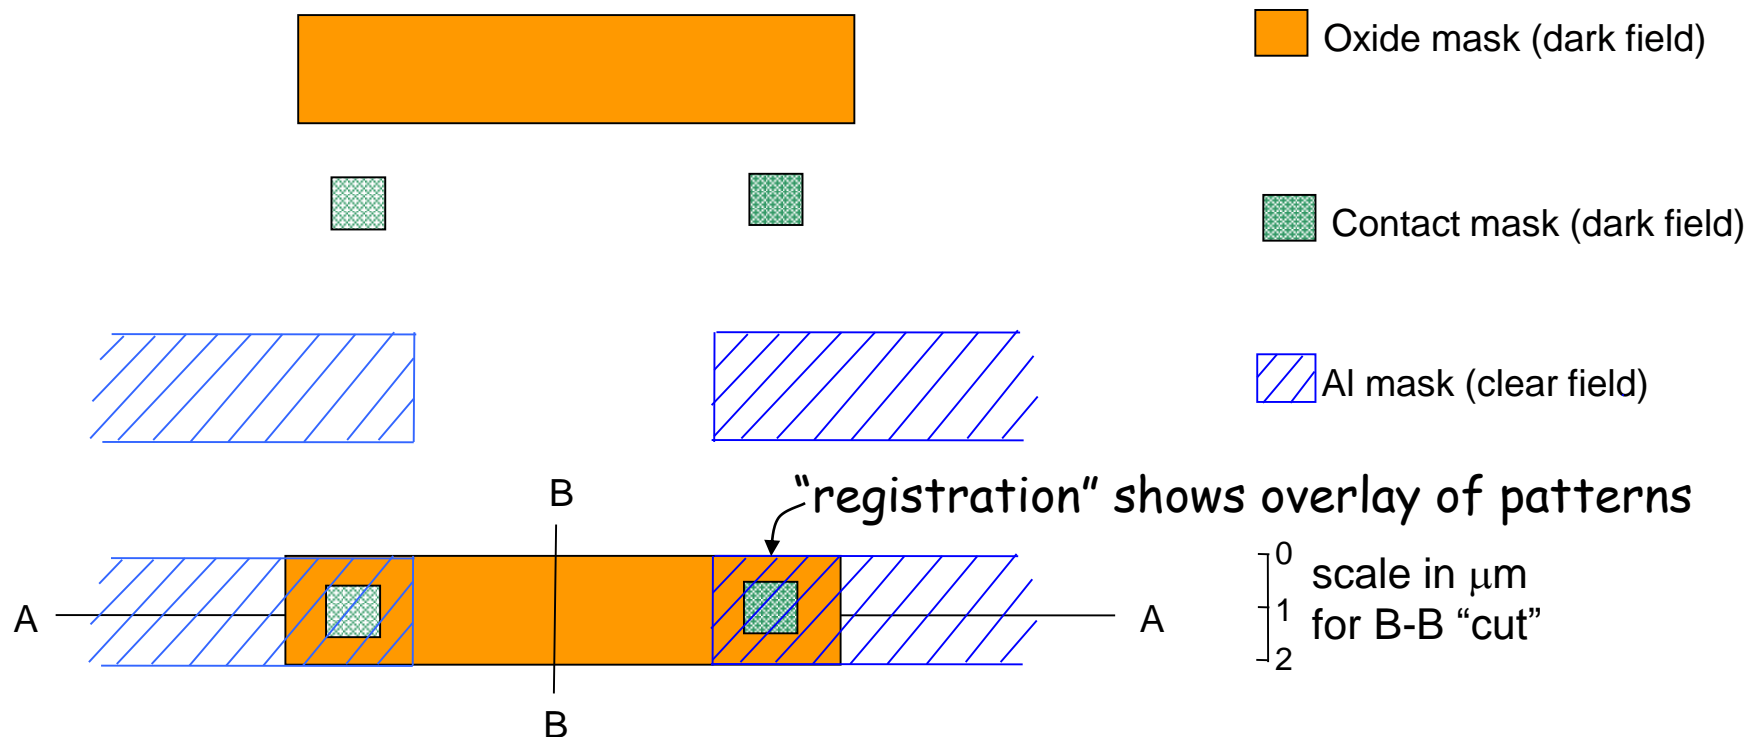 Oxide mask (dark field)
Contact mask (dark field)
Al mask (clear field)
“registration” shows overlay of patterns
B
0
scale in μm
A
A
1
for B-B “cut”
2
B